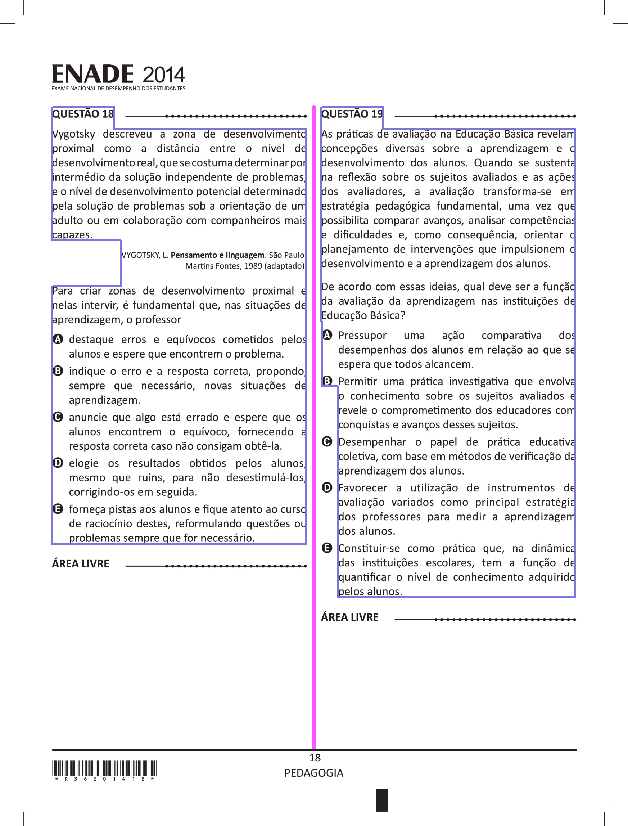 ENADE 2014
EXAME NACIONAL DE DESEMPENHO DOS ESTUDANTES
QUESTÃO 18
Vygotsky descreveu a zona de desenvolvimento
proximal como a distância entre o nível de
desenvolvimento real, que se costuma determinar por
intermédio da solução independente de problemas,
e o nível de desenvolvimento potencial determinado
pela solução de problemas sob a orientação de um
adulto ou em colaboração com companheiros mais
capazes.
VYGOTSKY, L. Pensamento e linguagem. São Paulo
Martins Fontes, 1989 (adaptado)
Para criar zonas de desenvolvimento proximal e
nelas intervir, é fundamental que, nas situações de
aprendizagem, o professor
A destaque erros e equívocos cometidos pelos
alunos e espere que encontrem o problema.
B indique o erro e a resposta correta, propondo,
sempre que necessário, novas situações de
aprendizagem.
C anuncie que algo está errado e espere que os
alunos encontrem o equívoco, fornecendo a
resposta correta caso não consigam obtê-la.
D elogie os resultados obtidos pelos alunos,
mesmo que ruins, para não desestimulá-los,
corrigindo-os em seguida.
E forneça pistas aos alunos e fique atento ao curso
de raciocínio destes, reformulando questões ou
problemas sempre que for necessário.
ÁREA LIVRE
QUESTÃO 19
As práticas de avaliação na Educação Básica revelam
concepções diversas sobre a aprendizagem e o
desenvolvimento dos alunos. Quando se sustenta
na reflexão sobre os sujeitos avaliados e as ações
dos avaliadores, a avaliação transforma-se em
estratégia pedagógica fundamental, uma vez que
possibilita comparar avanços, analisar competências
e dificuldades e, como consequência, orientar o
planejamento de intervenções que impulsionem o
desenvolvimento e a aprendizagem dos alunos.
De acordo com essas ideias, qual deve ser a função
da avaliação da aprendizagem nas instituições de
Educação Básica?
A Pressupor uma ação comparativa dos
desempenhos dos alunos em relação ao que se
espera que todos alcancem.
B Permitir uma prática investigativa que envolva
o conhecimento sobre os sujeitos avaliados e
revele o comprometimento dos educadores com
conquistas e avanços desses sujeitos.
C Desempenhar o papel de prática educativa
coletiva, com base em métodos de verificação da
aprendizagem dos alunos.
D Favorecer a utilização de instrumentos de
avaliação variados como principal estratégia
dos professores para medir a aprendizagem
dos alunos.
E Constituir-se como prática que, na dinâmica
das instituições escolares, tem a função de
quantificar o nível de conhecimento adquirido
pelos alunos.
ÁREA LIVRE
*R36201418*
18
PEDAGOGIA